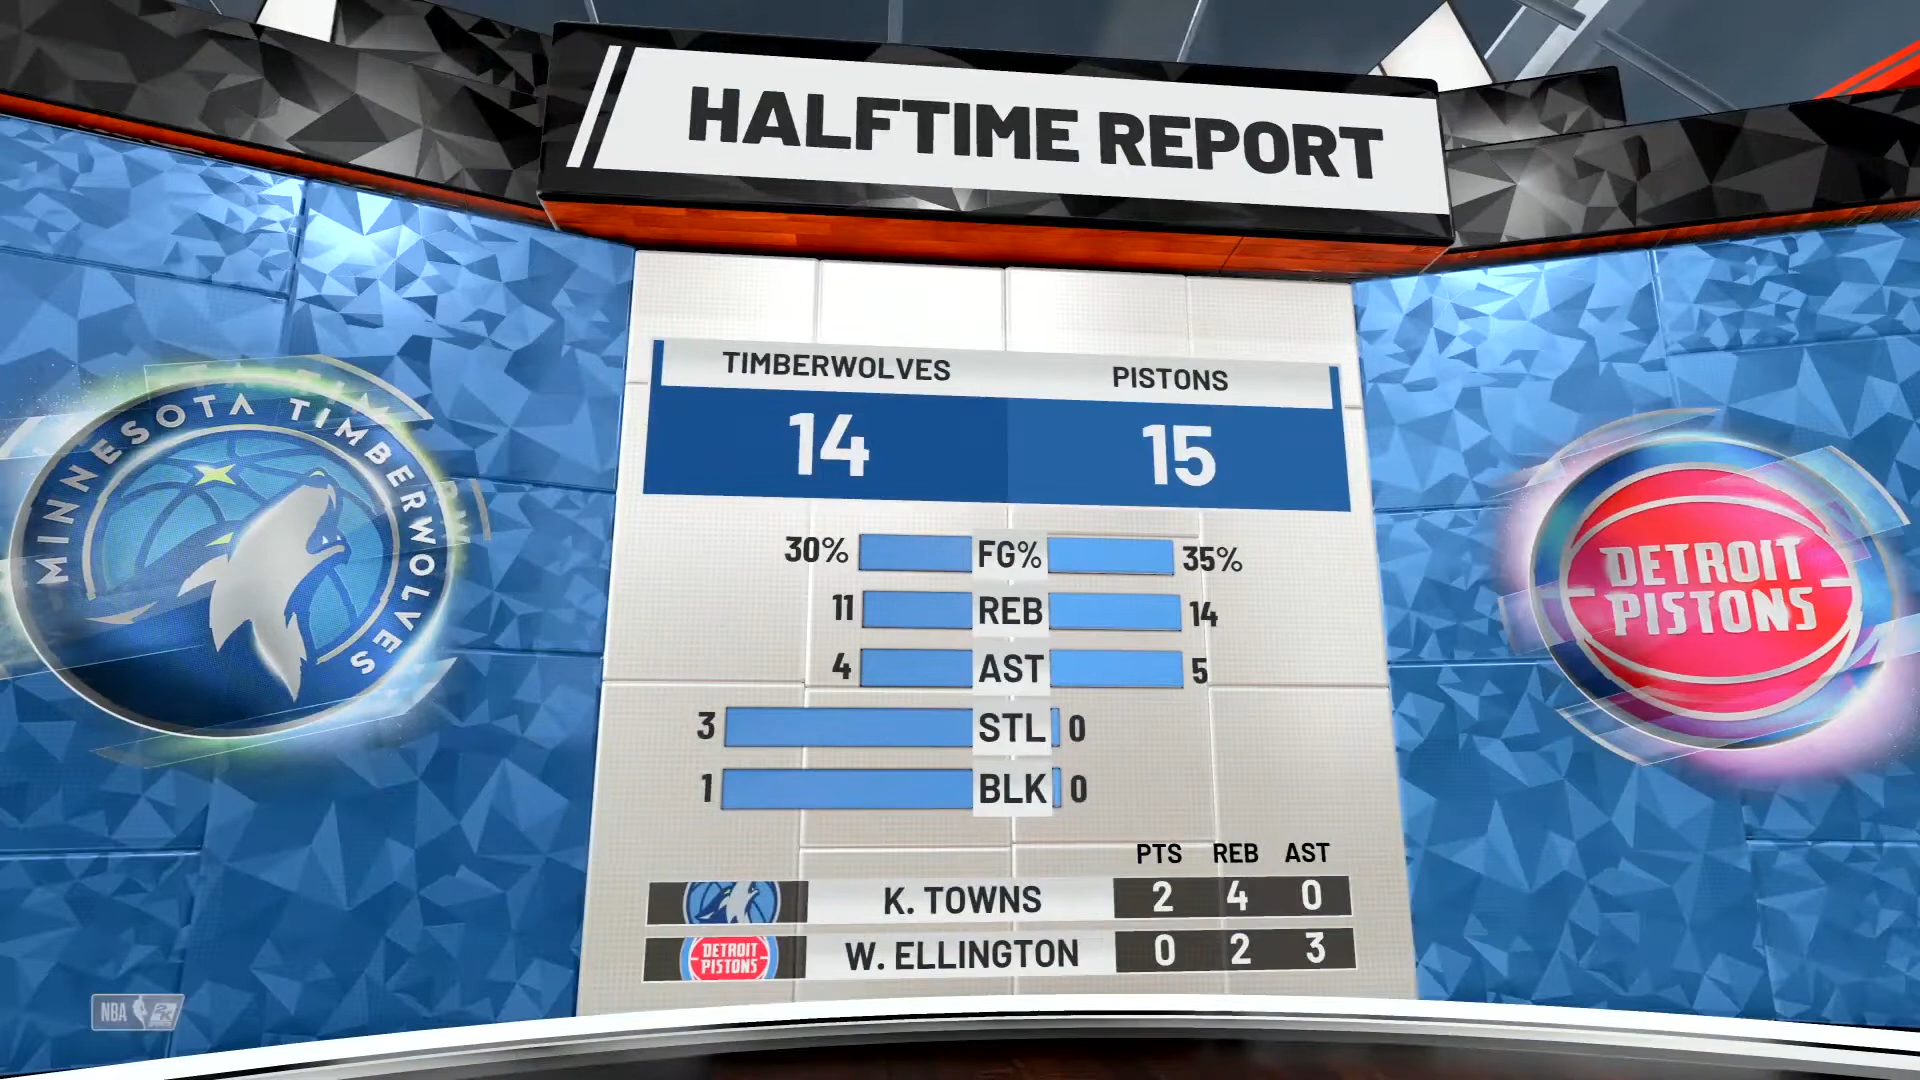 HALFTIME REPORT
TIMBERWOLVES PISTONS
14 15
30% FG% 35%
11 REB 14
4 AST 5
3 STL 0
1 BLK 0
PTS REB AST
K. TOWNS 2 4 0
DETROIT PISTONS W. ELLINGTON 0 2 3
MINNESOTA TIMBERWOLVES
DETROIT
PISTONS
NBA 2K